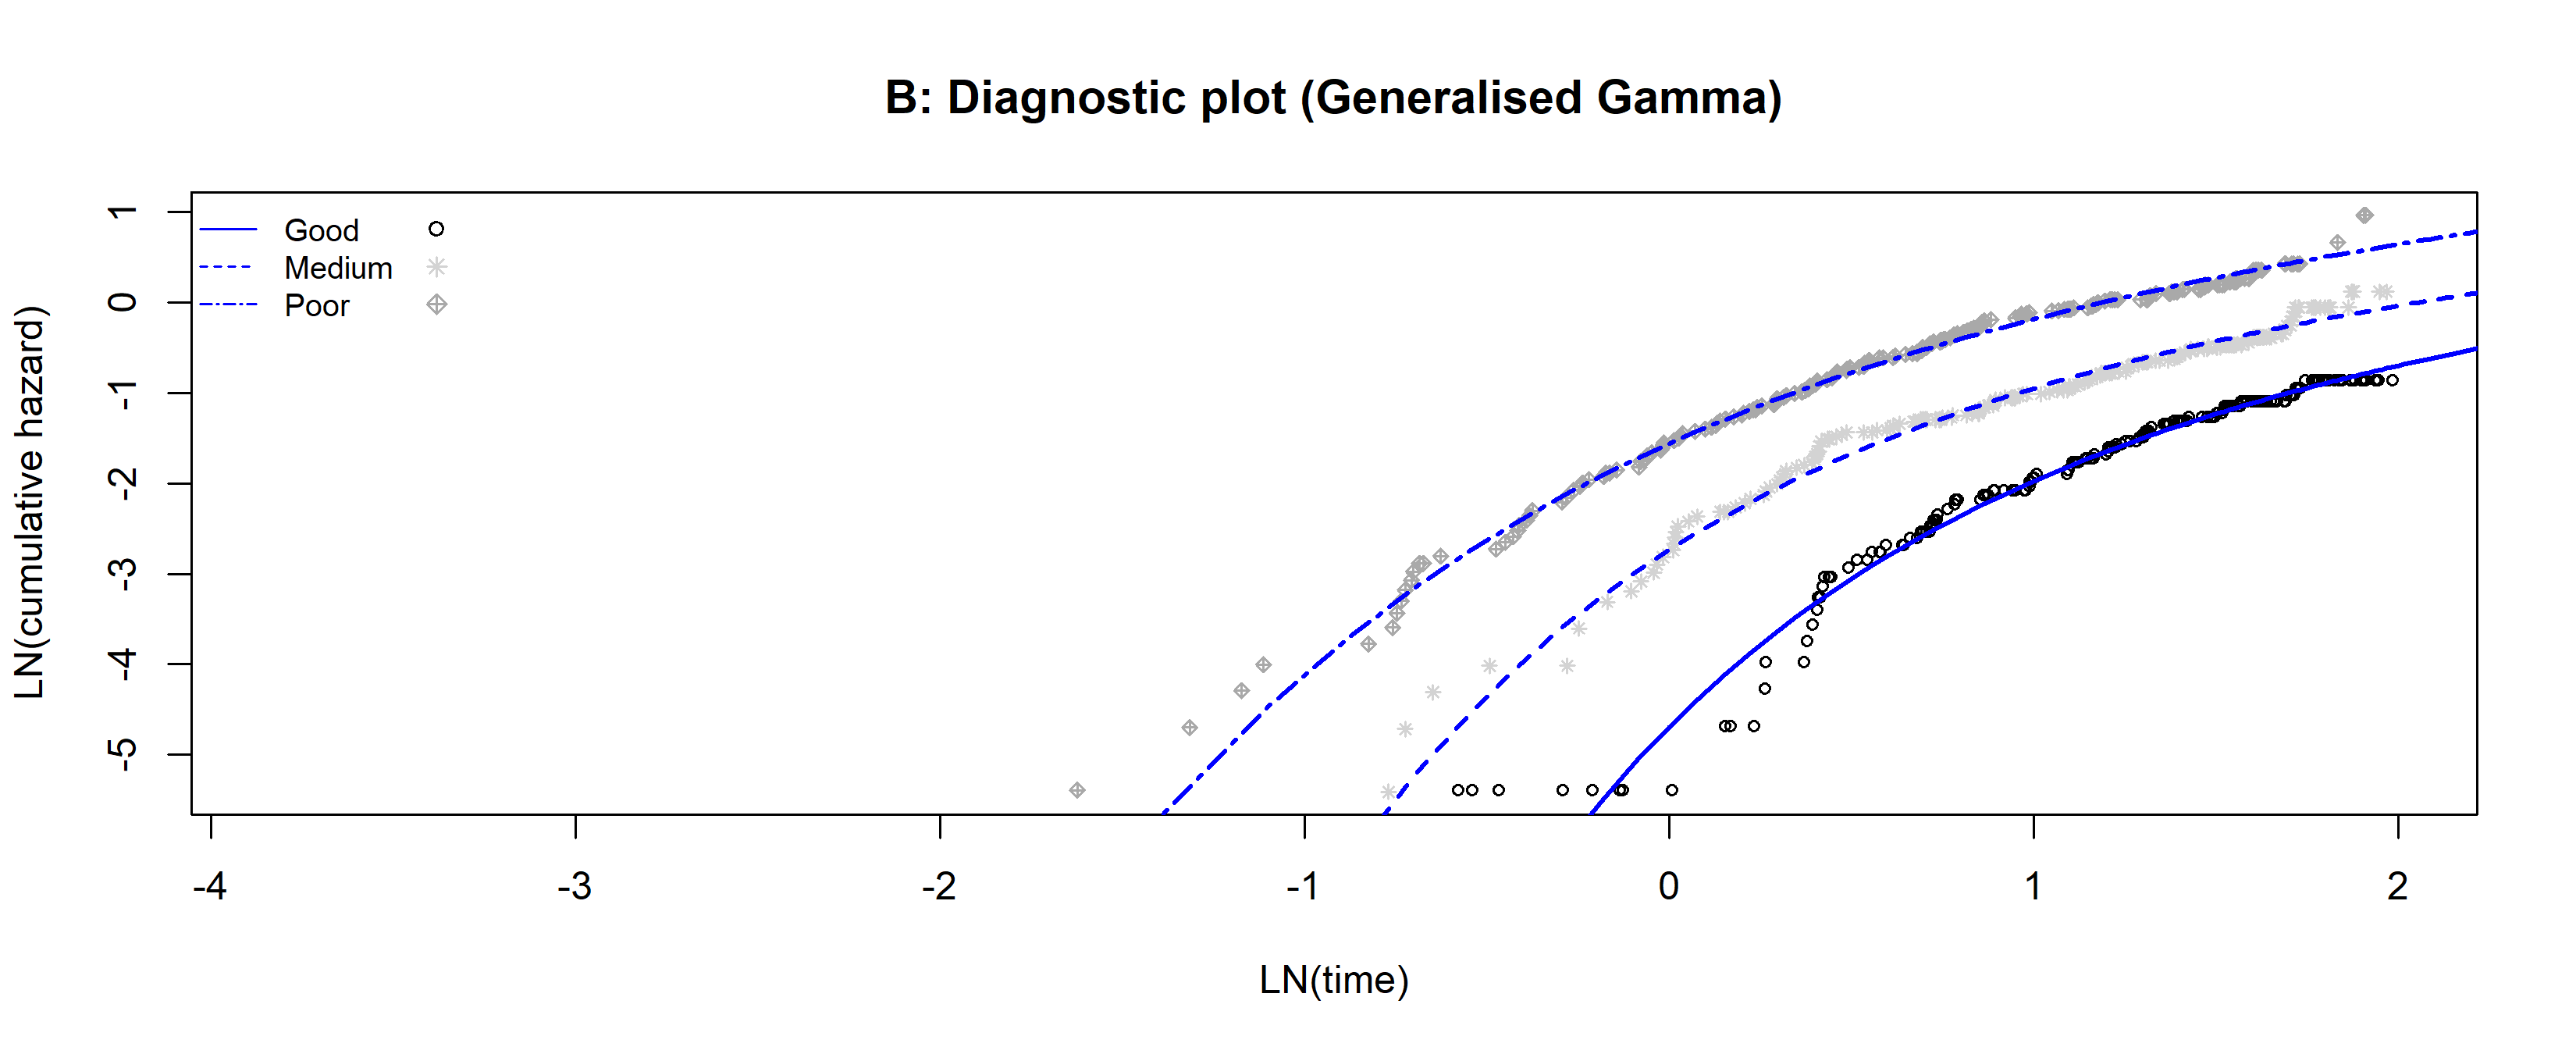 B: Diagnostic plot (Generalised Gamma)
LN(cumulative hazard)
1
0
-1
-2
-3
-4
-5
Good
Medium
Poor
-4 -3 -2 -1 0 1 2
LN(time)